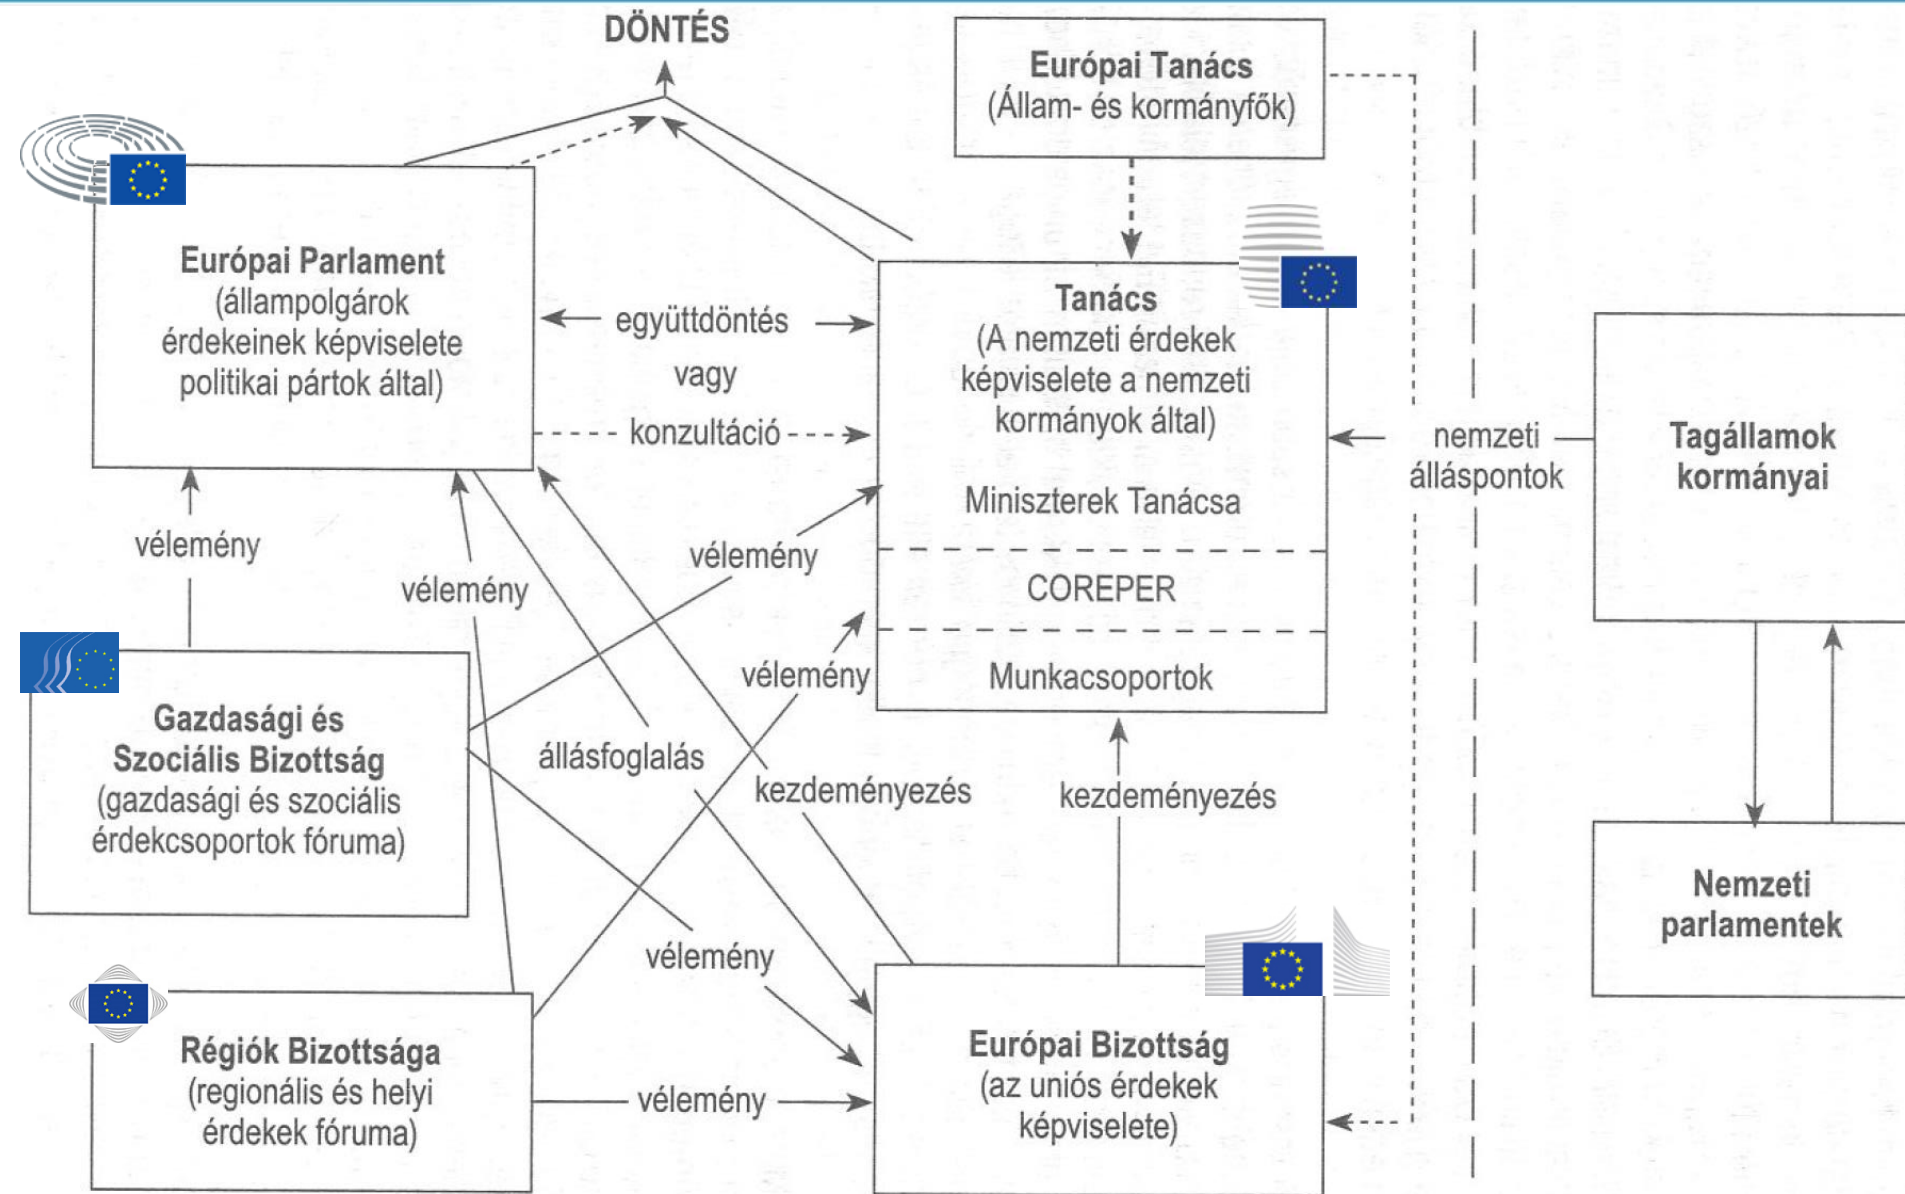 DÖNTÉS
Európai Tanács
(Állam- és kormányfők)
Európai Parlament
(állampolgárok
érdekeinek képviselete
politikai pártok által)
együttdöntés
vagy
konzultáció
Tanács
(A nemzeti érdekek
képviselete a nemzeti
kormányok által)
Miniszterek Tanácsa
COREPER
Munkacsoportok
nemzeti
álláspontok
Tagállamok
kormányai
vélemény
vélemény
vélemény
vélemény
Gazdasági és
Szociális Bizottság
(gazdasági és szociális
érdekcsoportok fóruma)
állásfoglalás
kezdeményezés
kezdeményezés
Nemzeti
parlamentek
vélemény
Régiók Bizottsága
(regionális és helyi
érdekek fóruma)
vélemény
Európai Bizottság
(az uniós érdekek
képviselete)